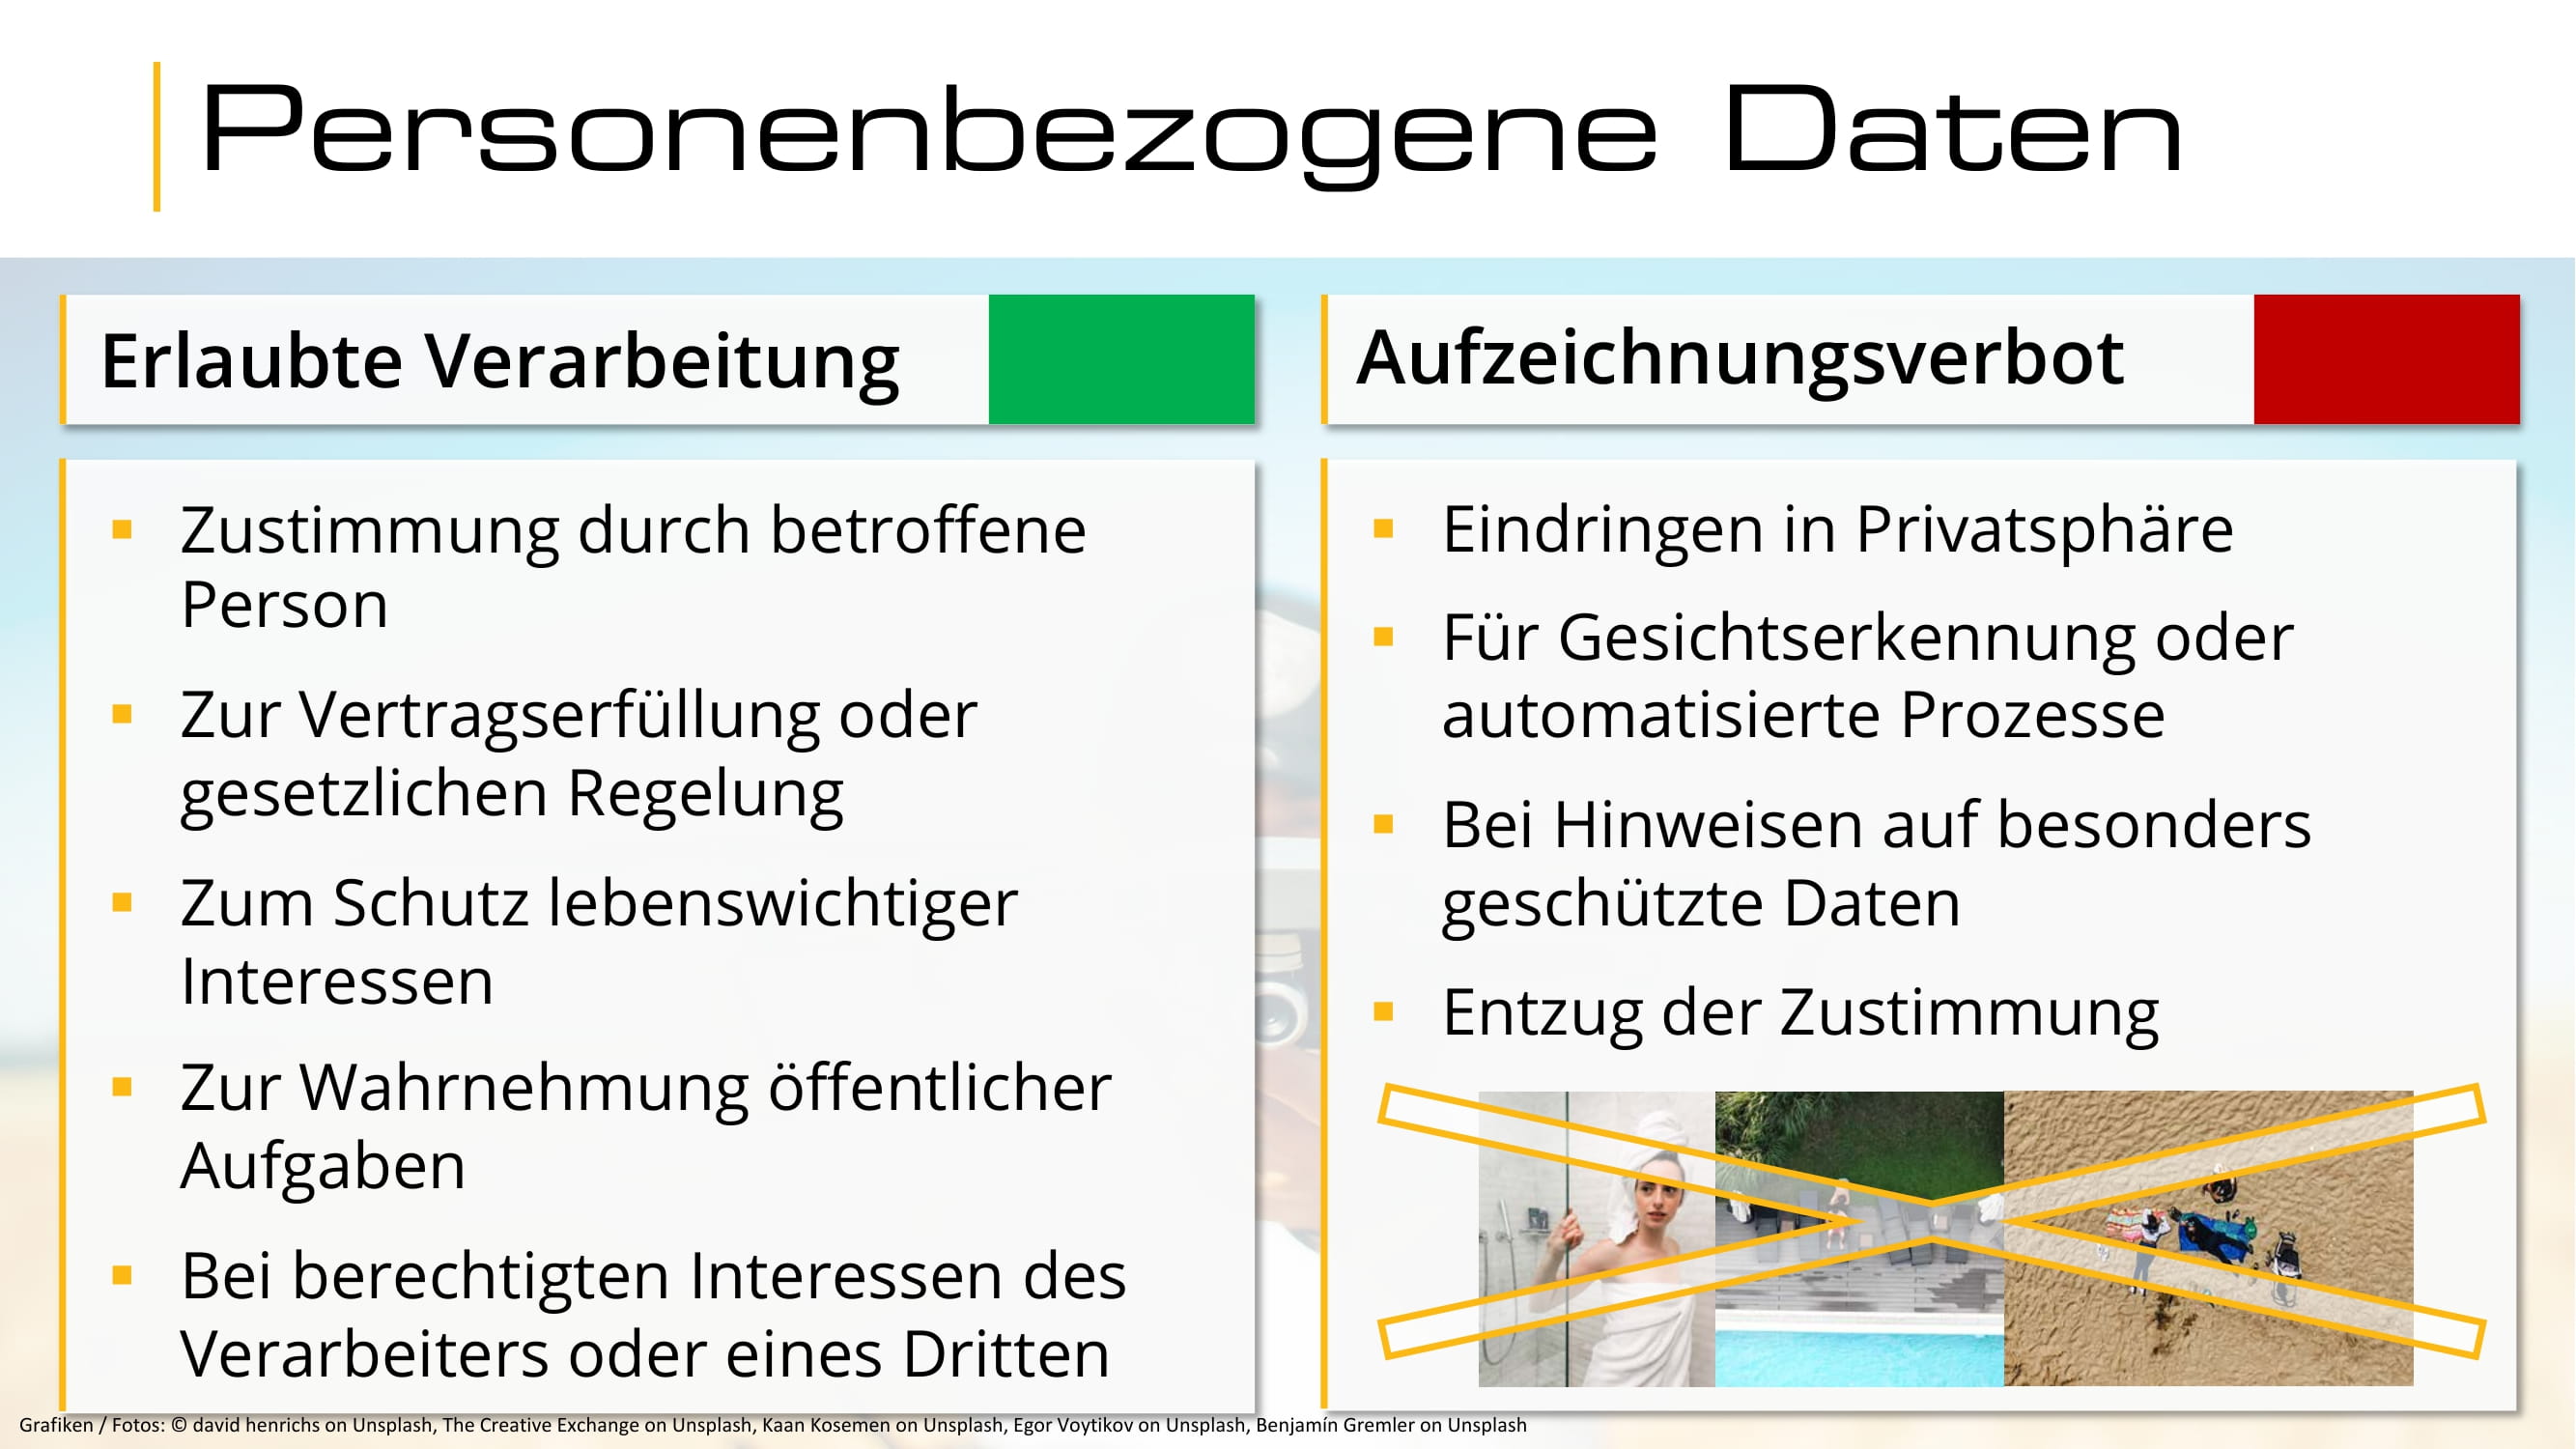 Personenbezogene Daten
Erlaubte Verarbeitung
Zustimmung durch betroffene
Person
Zur Vertragserfüllung oder
gesetzlichen Regelung
Zum Schutz lebenswichtiger
Interessen
Zur Wahrnehmung öffentlicher
Aufgaben
Bei berechtigten Interessen des
Verarbeiters oder eines Dritten
Aufzeichnungsverbot
Eindringen in Privatsphäre
Für Gesichtserkennung oder
automatisierte Prozesse
Bei Hinweisen auf besonders
geschützte Daten
Entzug der Zustimmung
Grafiken / Fotos: © david henrichs on Unsplash, The Creative Exchange on Unsplash, Kaan Kosemen on Unsplash, Egor Voytikov on Unsplash, Benjamín Gremler on Unsplash